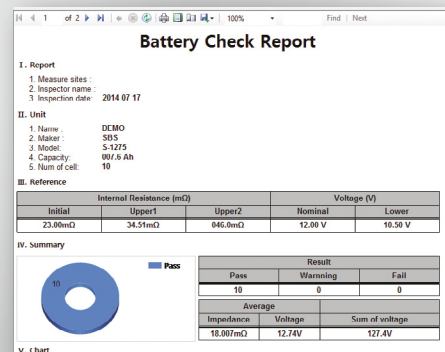 1 of 2 100% Find | Next
Battery Check Report
I. Report
1. Measure sites :
2. Inspector name :
3. Inspection date: 2014 07 17
II. Unit
1. Name : DEMO
2. Maker : SBS
3. Model: S-1275
4. Capacity: 007.6 Ah
5. Num of cell: 10
III. Reference
Internal Resistance (mΩ) Voltage (V)
Initial Upper1 Upper2 Nominal Lower
23.00mΩ 34.51mΩ 046.0mΩ 12.00 V 10.50 V
IV. Summary
10
Pass
Result
Pass Warnning Fail
10 0 0
Average
Impedance Voltage Sum of voltage
18.007mΩ 12.74V 127.4V
V. Chart